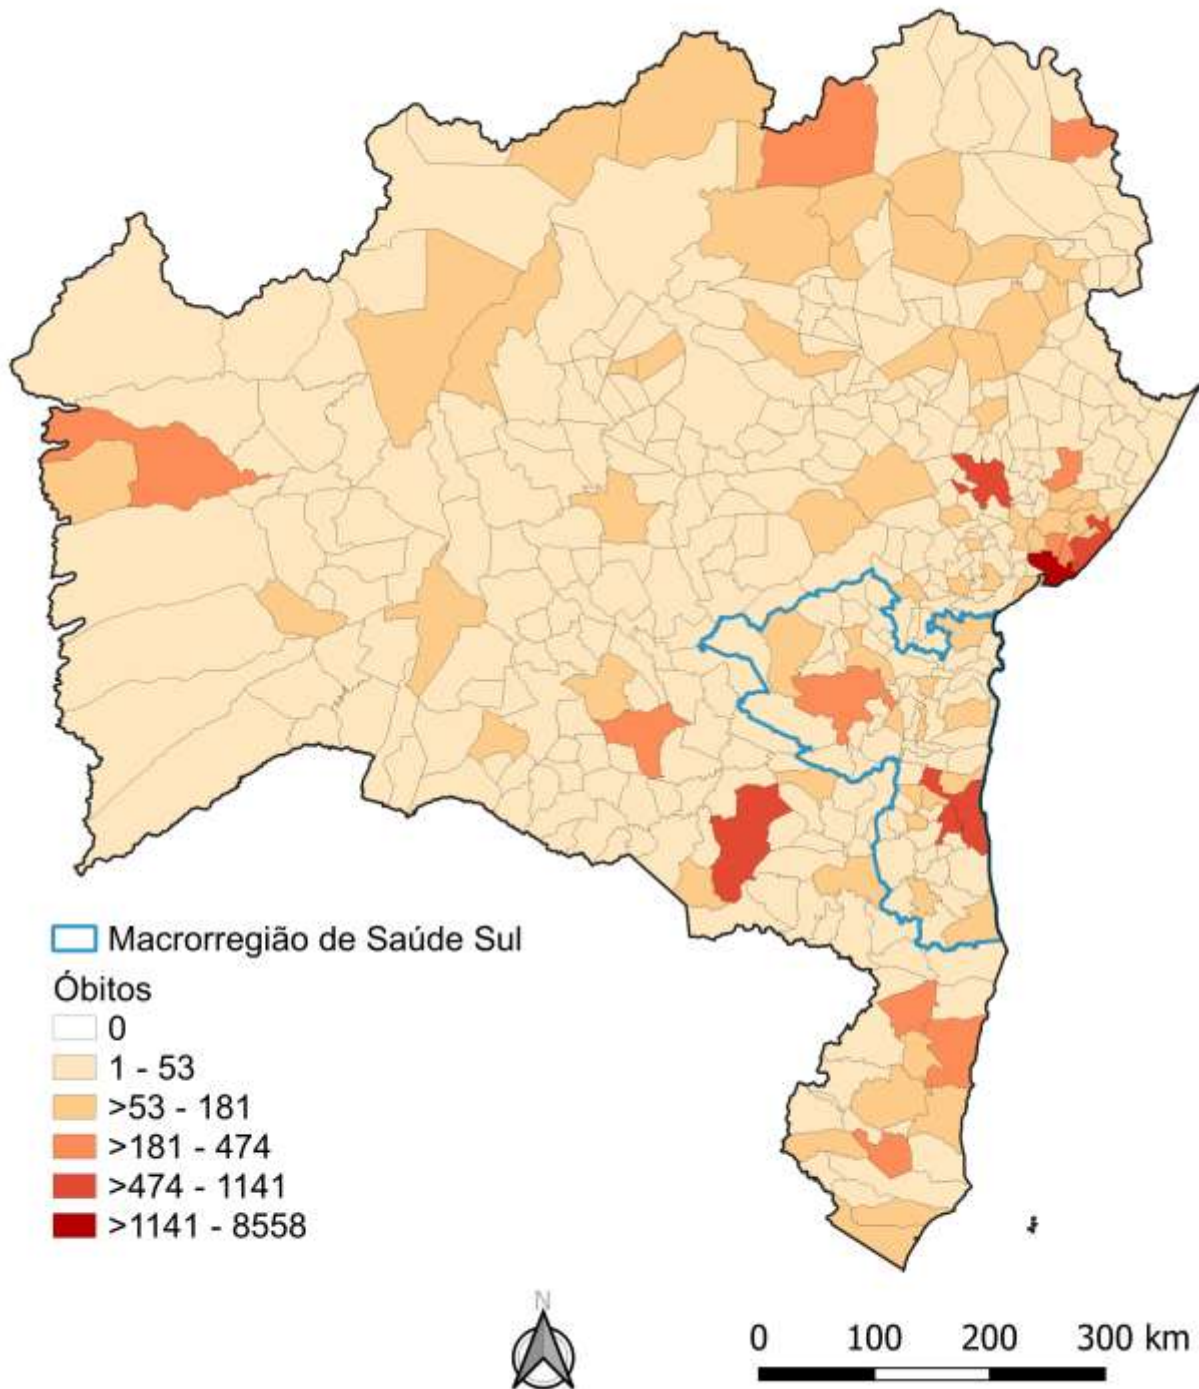 Macrorregião de Saúde Sul
Óbitos
0
1 - 53
>53 - 181
>181 - 474
>474 - 1141
>1141 - 8558
N
0 100 200 300 km